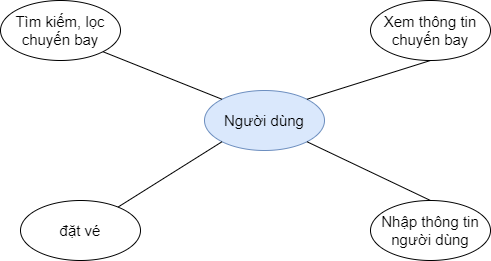 Tìm kiếm, lọc
chuyến bay
Xem thông tin
chuyến bay
Người dùng
đặt vé
Nhập thông tin
người dùng